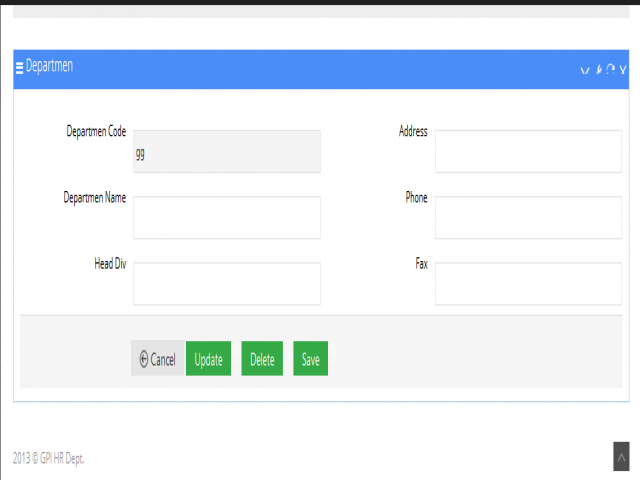 Departmen
Departmen Code
gg
Address
Departmen Name
Phone
Head Div
Fax
Cancel Update Delete Save
2013 © GPI HR Dept.